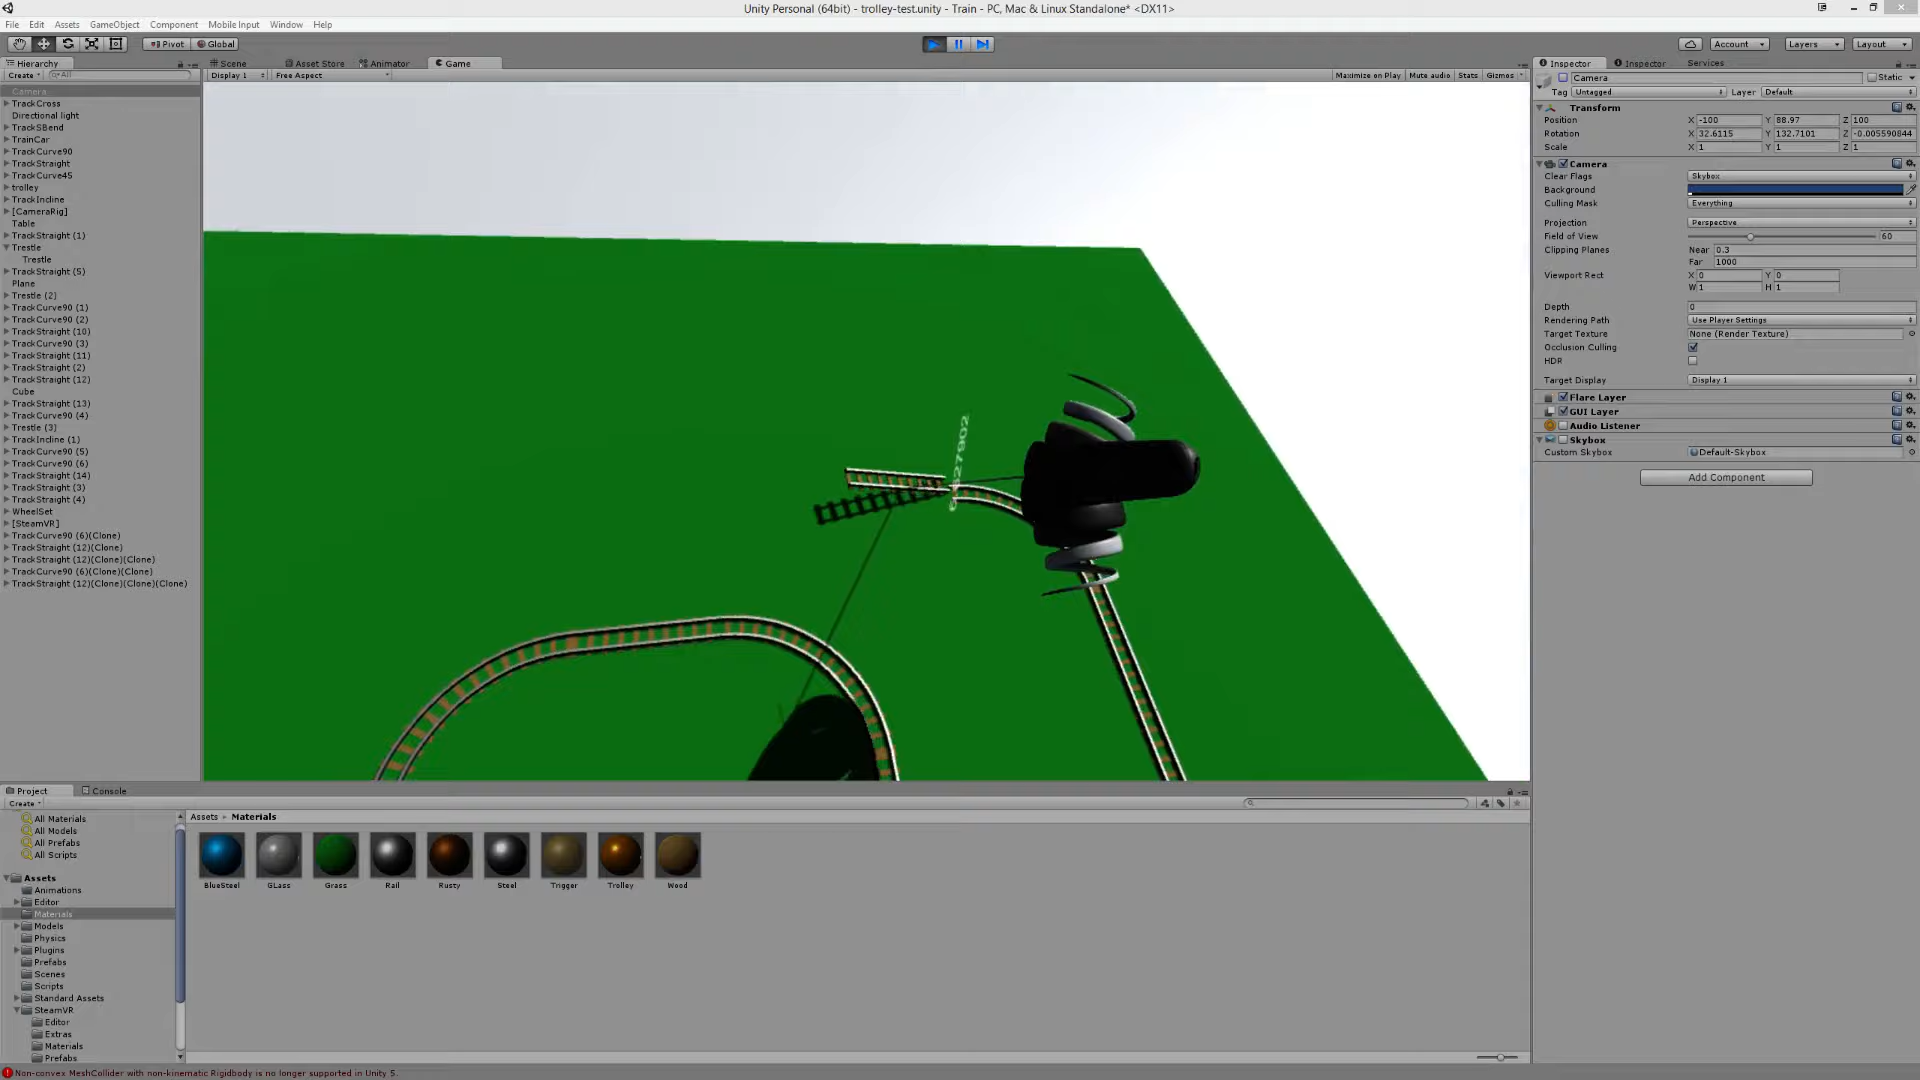 Unity Personal (64bit) - trolley-test.unity - Train - PC, Mac & Linux Standalone* <DX11>
File Edit Assets GameObject Component Mobile Input Window Help
Pivot Global Account Layers Layout
Hierarchy Scene Asset Store Animator Game Inspector Inspector Services
Create All Display 1 Free Aspect Maximize on Play Mute audio Stats Gizmos
Camera
TrackCross
Directional light
TrackSBend
TrainCar
TrackCurve90
TrackStraight
TrackCurve45
trolley
TrackIncline
[CameraRig]
Table
TrackStraight (1)
Trestle
Trestle
TrackStraight (5)
Plane
Trestle (2)
TrackCurve90 (1)
TrackCurve90 (2)
TrackStraight (10)
TrackCurve90 (3)
TrackStraight (11)
TrackStraight (2)
TrackStraight (12)
Cube
TrackStraight (13)
TrackCurve90 (4)
Trestle (3)
TrackIncline (1)
TrackCurve90 (5)
TrackCurve90 (6)
TrackStraight (14)
TrackStraight (3)
TrackStraight (4)
WheelSet
[SteamVR]
TrackCurve90 (6)(Clone)
TrackStraight (12)(Clone)
TrackStraight (12)(Clone)(Clone)
TrackCurve90 (6)(Clone)(Clone)
TrackStraight (12)(Clone)(Clone)(Clone)
Camera Static
Tag Untagged Layer Default
Transform
Position X -100 Y 88.97 Z 100
Rotation X 32.6115 Y 132.7101 Z -0.005590844
Scale X 1 Y 1 Z 1
Camera
Clear Flags Skybox
Background
Culling Mask Everything
Projection Perspective
Field of View 60
Clipping Planes Near 0.3
Far 1000
Viewport Rect X 0 Y 0
W 1 H 1
Depth 0
Rendering Path Use Player Settings
Target Texture None (Render Texture)
Occlusion Culling
HDR
Target Display Display 1
Flare Layer
GUI Layer
Audio Listener
Skybox
Custom Skybox Default-Skybox
Add Component
Project Console
Create
All Materials
All Models
All Prefabs
All Scripts
Assets
Animations
Editor
Materials
Models
Physics
Plugins
Prefabs
Scenes
Scripts
Standard Assets
SteamVR
Editor
Extras
Materials
Prefabs
Assets Materials
BlueSteel GLass Grass Rail Rusty Steel Trigger Trolley Wood
Non-convex MeshCollider with non-kinematic Rigidbody is no longer supported in Unity 5.